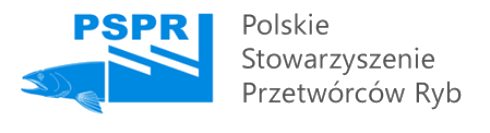 PSPR
Polskie
Stowarzyszenie
Przetwórców Ryb